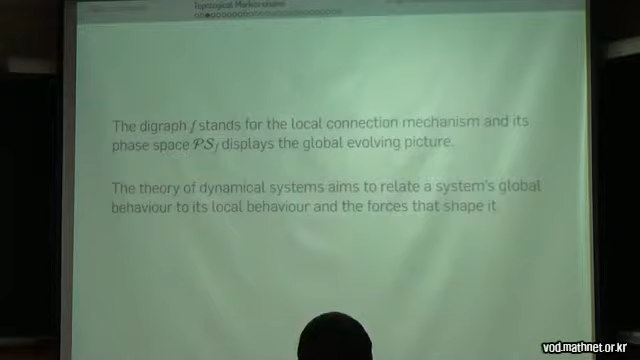 Topological Markov chains
The digraph f stands for the local connection mechanism and its
phase space PS_f displays the global evolving picture.
The theory of dynamical systems aims to relate a system's global
behaviour to its local behaviour and the forces that shape it
vod.mathnet.or.kr